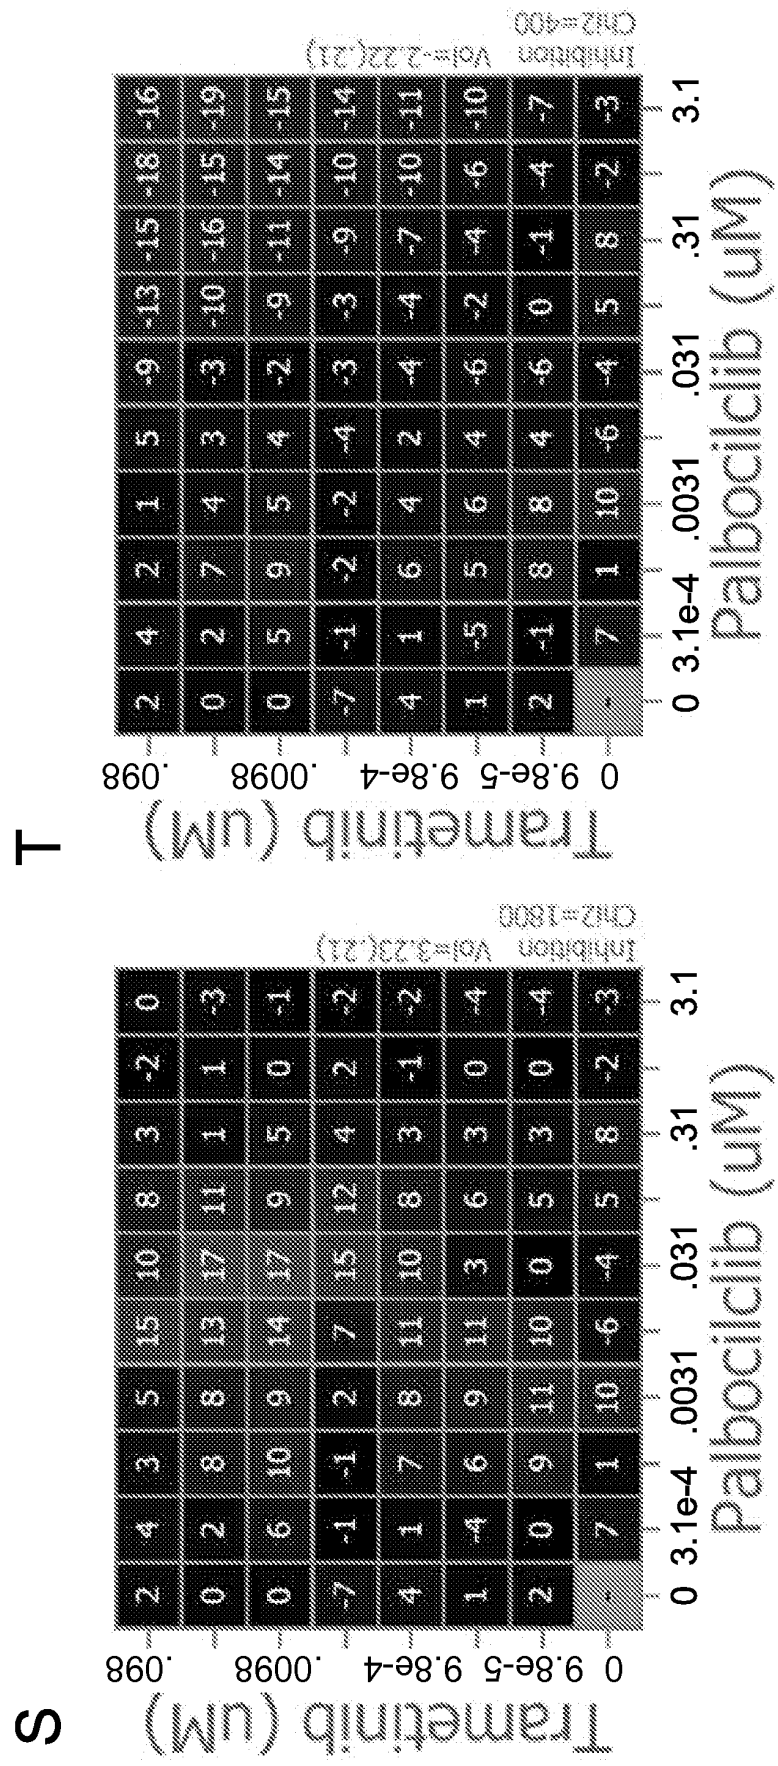 S
Trametinib (uM)
.098 2 4 3 5 15 10 8 3 -2 0
0 2 8 8 13 17 11 1 1 -3
.0098 0 6 10 9 14 17 9 5 0 -1
-7 -1 -1 2 7 15 12 4 2 -2
9.8e-4 4 1 7 8 11 10 8 3 -1 -2
1 -4 6 9 11 3 6 3 0 -4
9.8e-5 2 0 9 11 10 0 5 3 0 -4
0 - 7 1 10 -6 -4 5 8 -2 -3
0 3.1e-4 .0031 .031 .31 3.1
Palbocilclib (uM)
Inhibition Vol=3.23(.21)
Chi2=1800
T
Trametinib (uM)
.098 2 4 2 1 5 -9 -13 -15 -18 -16
0 2 7 4 3 -3 -10 -16 -15 -19
.0098 0 5 9 5 4 -2 -9 -11 -14 -15
-7 -1 -2 -2 -4 -3 -3 -9 -10 -14
9.8e-4 4 1 6 4 2 -4 -4 -7 -10 -11
1 -5 5 6 4 -6 -2 -4 -6 -10
9.8e-5 2 -1 8 8 4 -6 0 -1 -4 -7
0 - 7 1 10 -6 -4 5 8 -2 -3
0 3.1e-4 .0031 .031 .31 3.1
Palbocilclib (uM)
Inhibition Vol=-2.22(.21)
Chi2=400